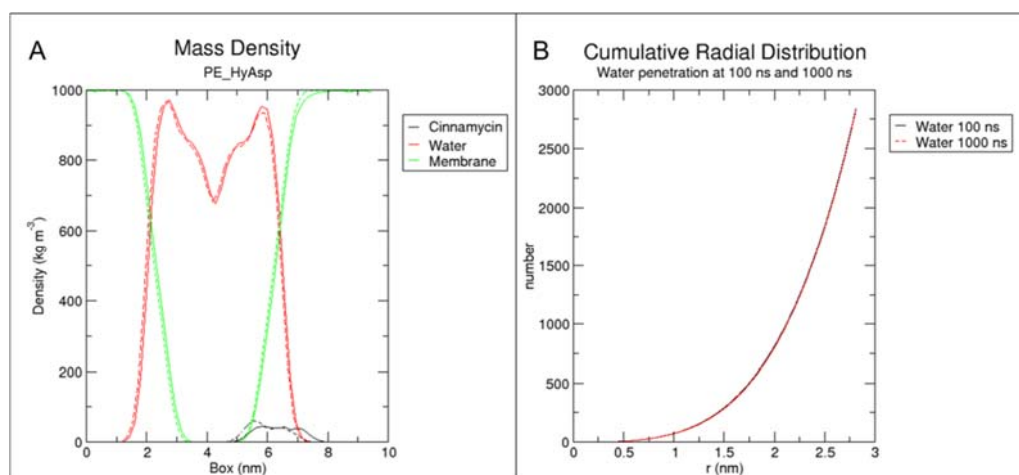 A
Mass Density
PE_HyAsp
1000
800
600
400
200
0
Density (kg m⁻³)
0 2 4 6 8 10
Box (nm)
Cinnamycin
Water
Membrane
B
Cumulative Radial Distribution
Water penetration at 100 ns and 1000 ns
3000
2500
2000
1500
1000
500
0
number
0 0.5 1 1.5 2 2.5 3
r (nm)
Water 100 ns
Water 1000 ns